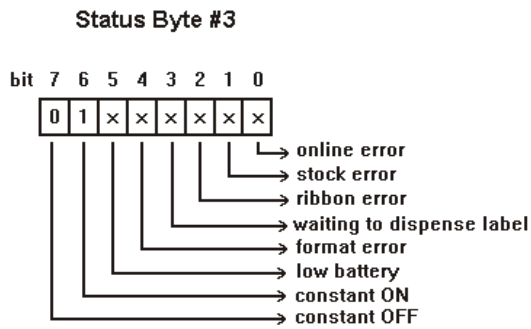 Status Byte #3
bit 7 6 5 4 3 2 1 0
0 1 x x x x x x
online error
stock error
ribbon error
waiting to dispense label
format error
low battery
constant ON
constant OFF